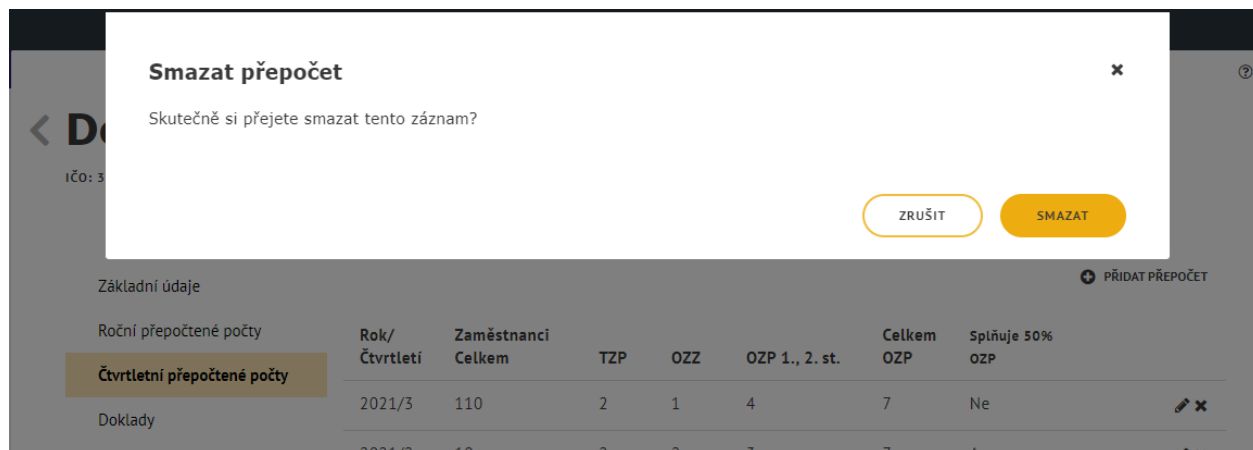 Smazat přepočet
Skutečně si přejete smazat tento záznam?
ZRUŠIT SMAZAT
IČO: 3
PŘIDAT PŘEPOČET
Základní údaje
Roční přepočtené počty
Čtvrtletní přepočtené počty
Doklady
Rok/ Zaměstnanci Celkem Splňuje 50%
Čtvrtletí Celkem TZP OZZ OZP 1., 2. st. OZP OZP
2021/3 110 2 1 4 7 Ne